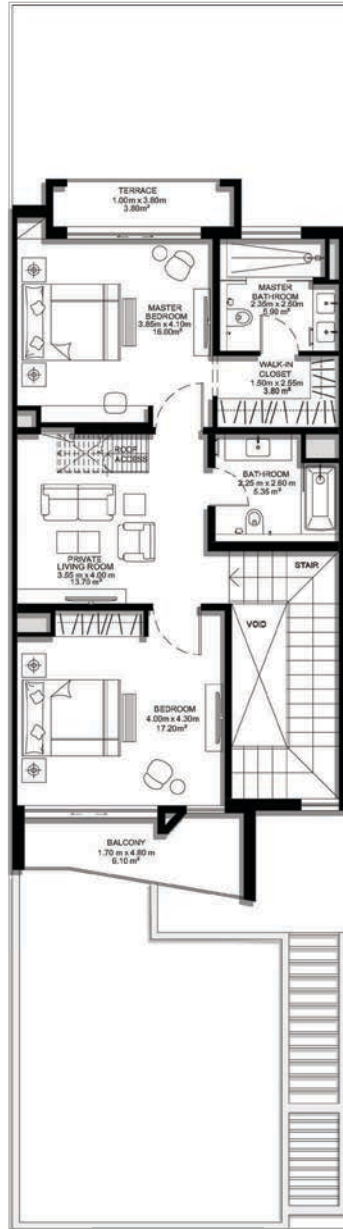 TERRACE
1.00m x 3.80m
3.80m²
MASTER
BEDROOM
3.85m x 4.10m
16.00m²
MASTER
BATHROOM
2.35m x 2.50m
5.90 m²
WALK-IN
CLOSET
1.50m x 2.55m
3.80 m²
ROOF
ACCESS
BATHROOM
2.25 m x 2.60 m
5.35 m²
PRIVATE
LIVING ROOM
3.55 m x 4.00 m
13.70 m²
STAIR
VOID
BEDROOM
4.00m x 4.30m
17.20m²
BALCONY
1.70 m x 4.80 m
6.10 m²